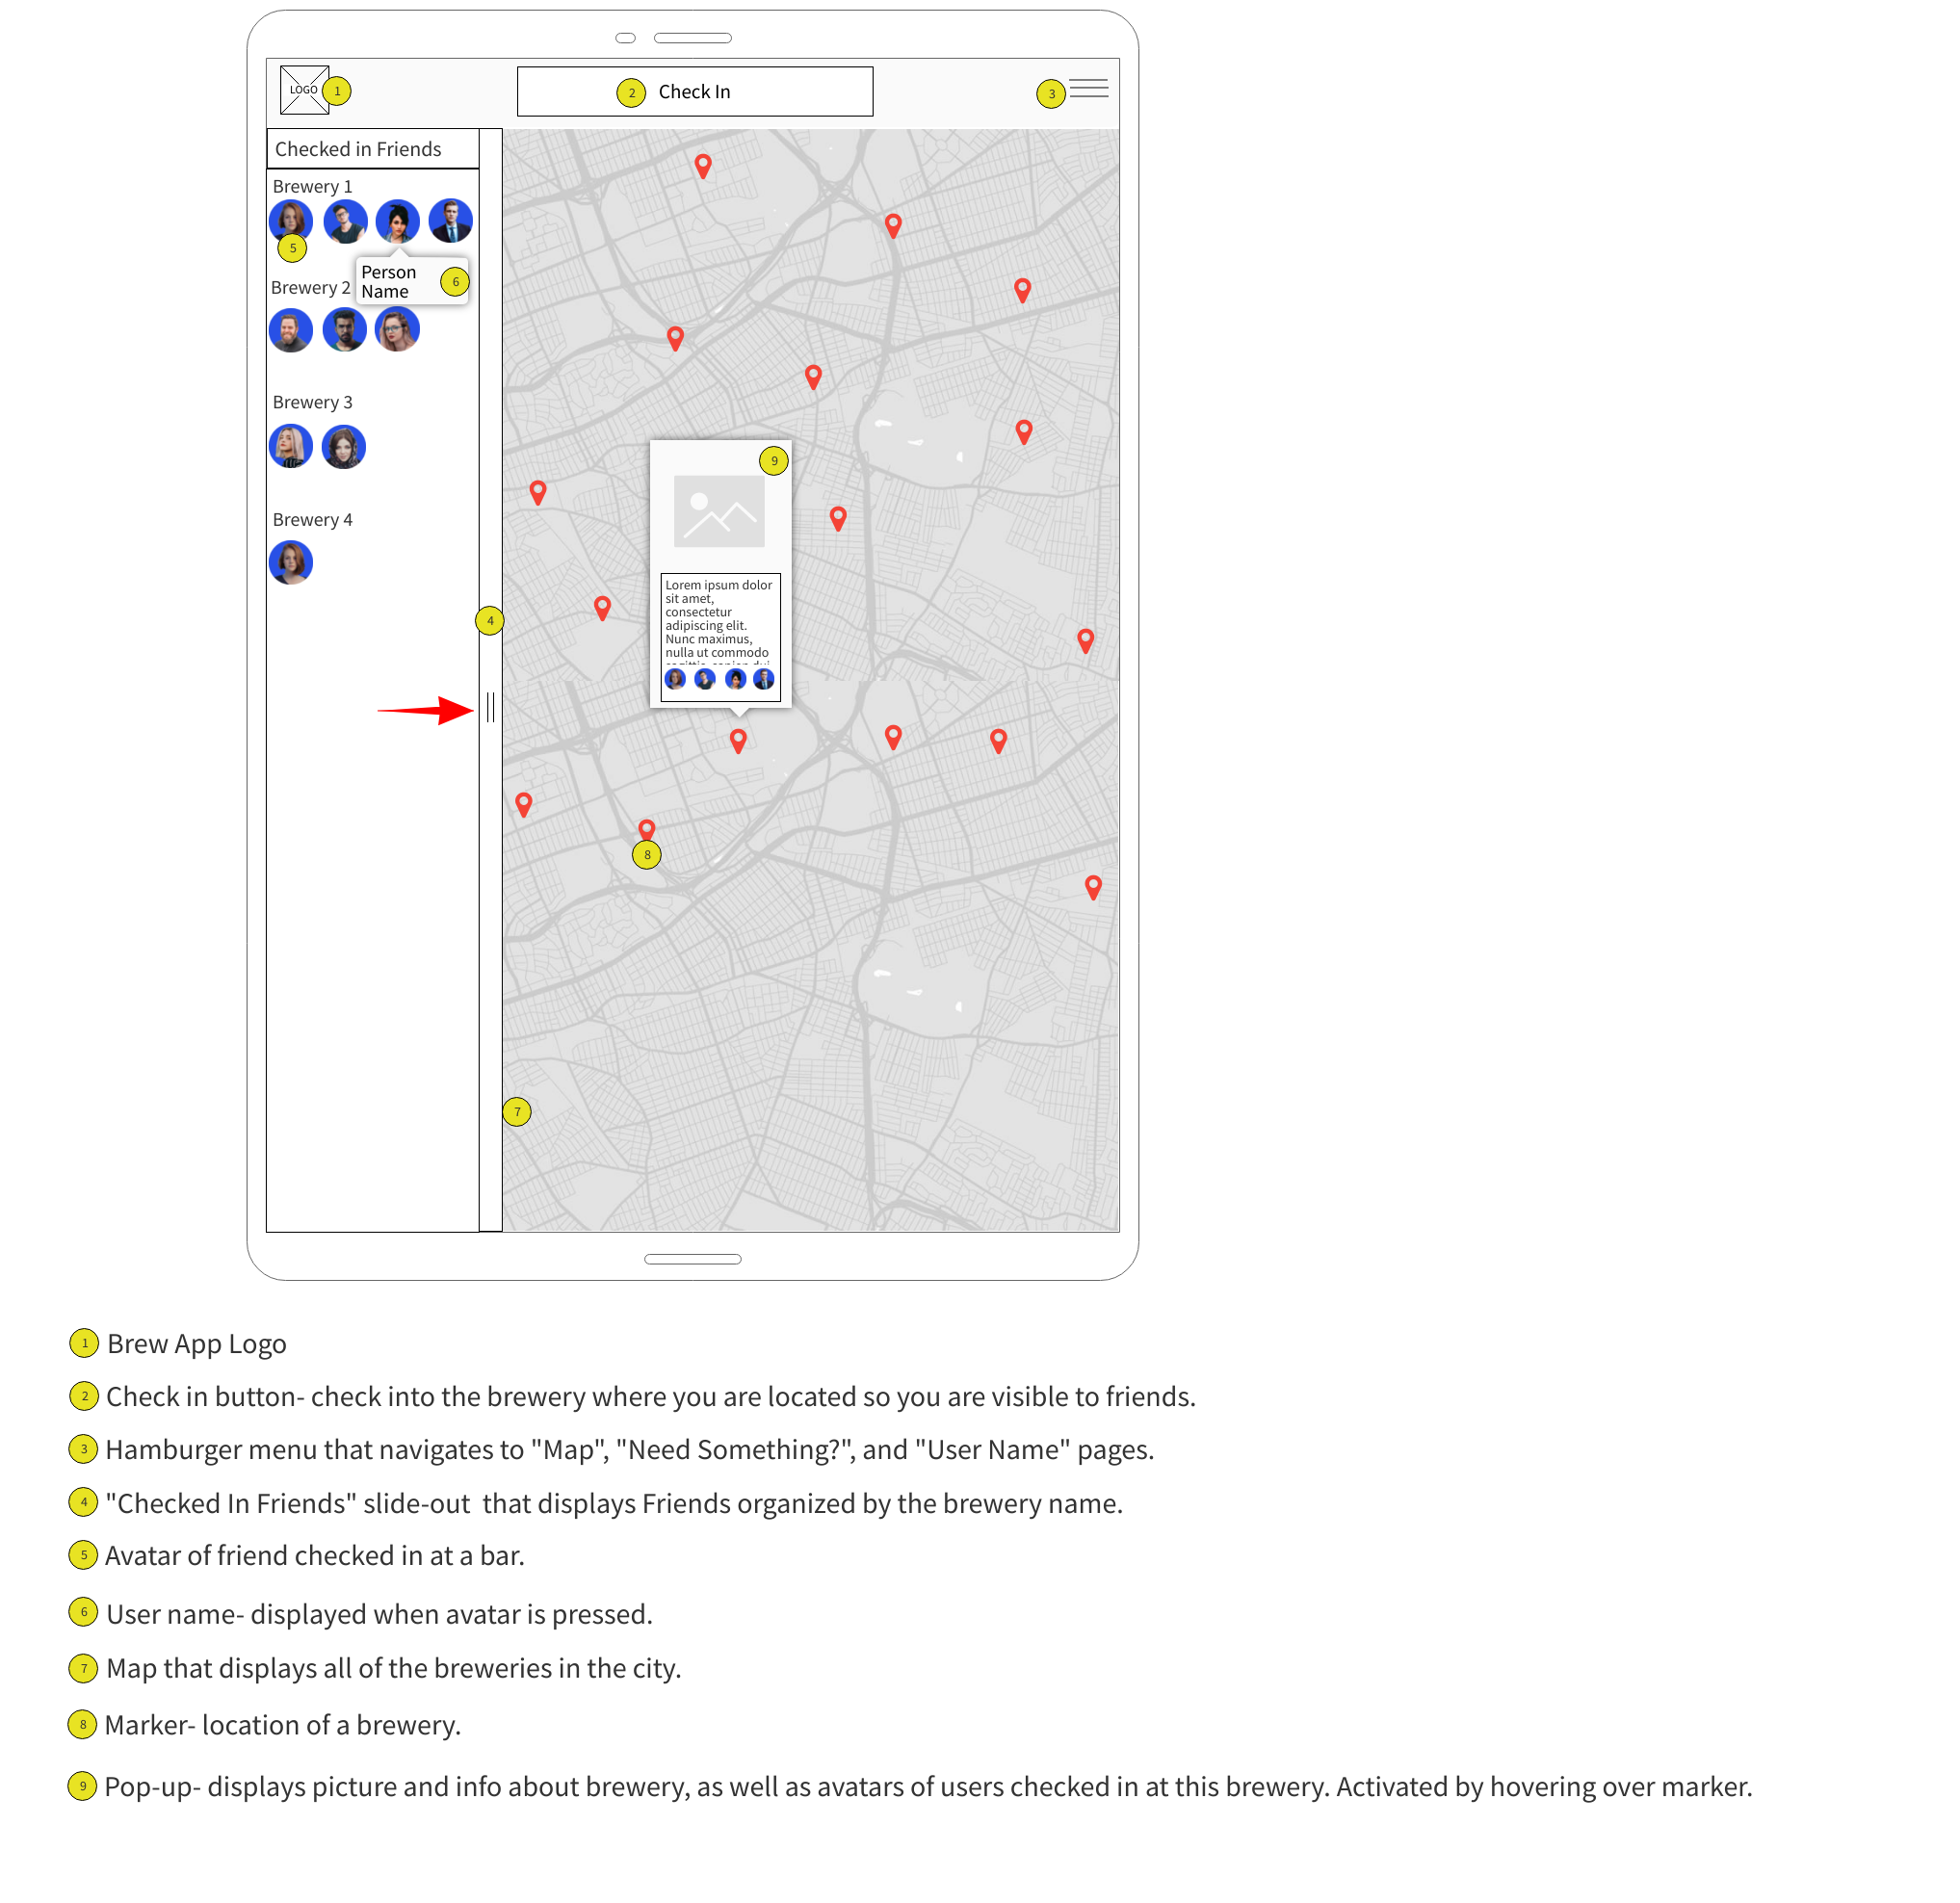 LOGO 1
2 Check In
3
Checked in Friends
Brewery 1
5
Person
Name
6
Brewery 2
Brewery 3
9
Brewery 4
Lorem ipsum dolor
sit amet,
consectetur
adipiscing elit.
Nunc maximus,
nulla ut commodo
sagittis, sapien dui
4
8
7
1 Brew App Logo
2 Check in button- check into the brewery where you are located so you are visible to friends.
3 Hamburger menu that navigates to "Map", "Need Something?", and "User Name" pages.
4 "Checked In Friends" slide-out that displays Friends organized by the brewery name.
5 Avatar of friend checked in at a bar.
6 User name- displayed when avatar is pressed.
7 Map that displays all of the breweries in the city.
8 Marker- location of a brewery.
9 Pop-up- displays picture and info about brewery, as well as avatars of users checked in at this brewery. Activated by hovering over marker.